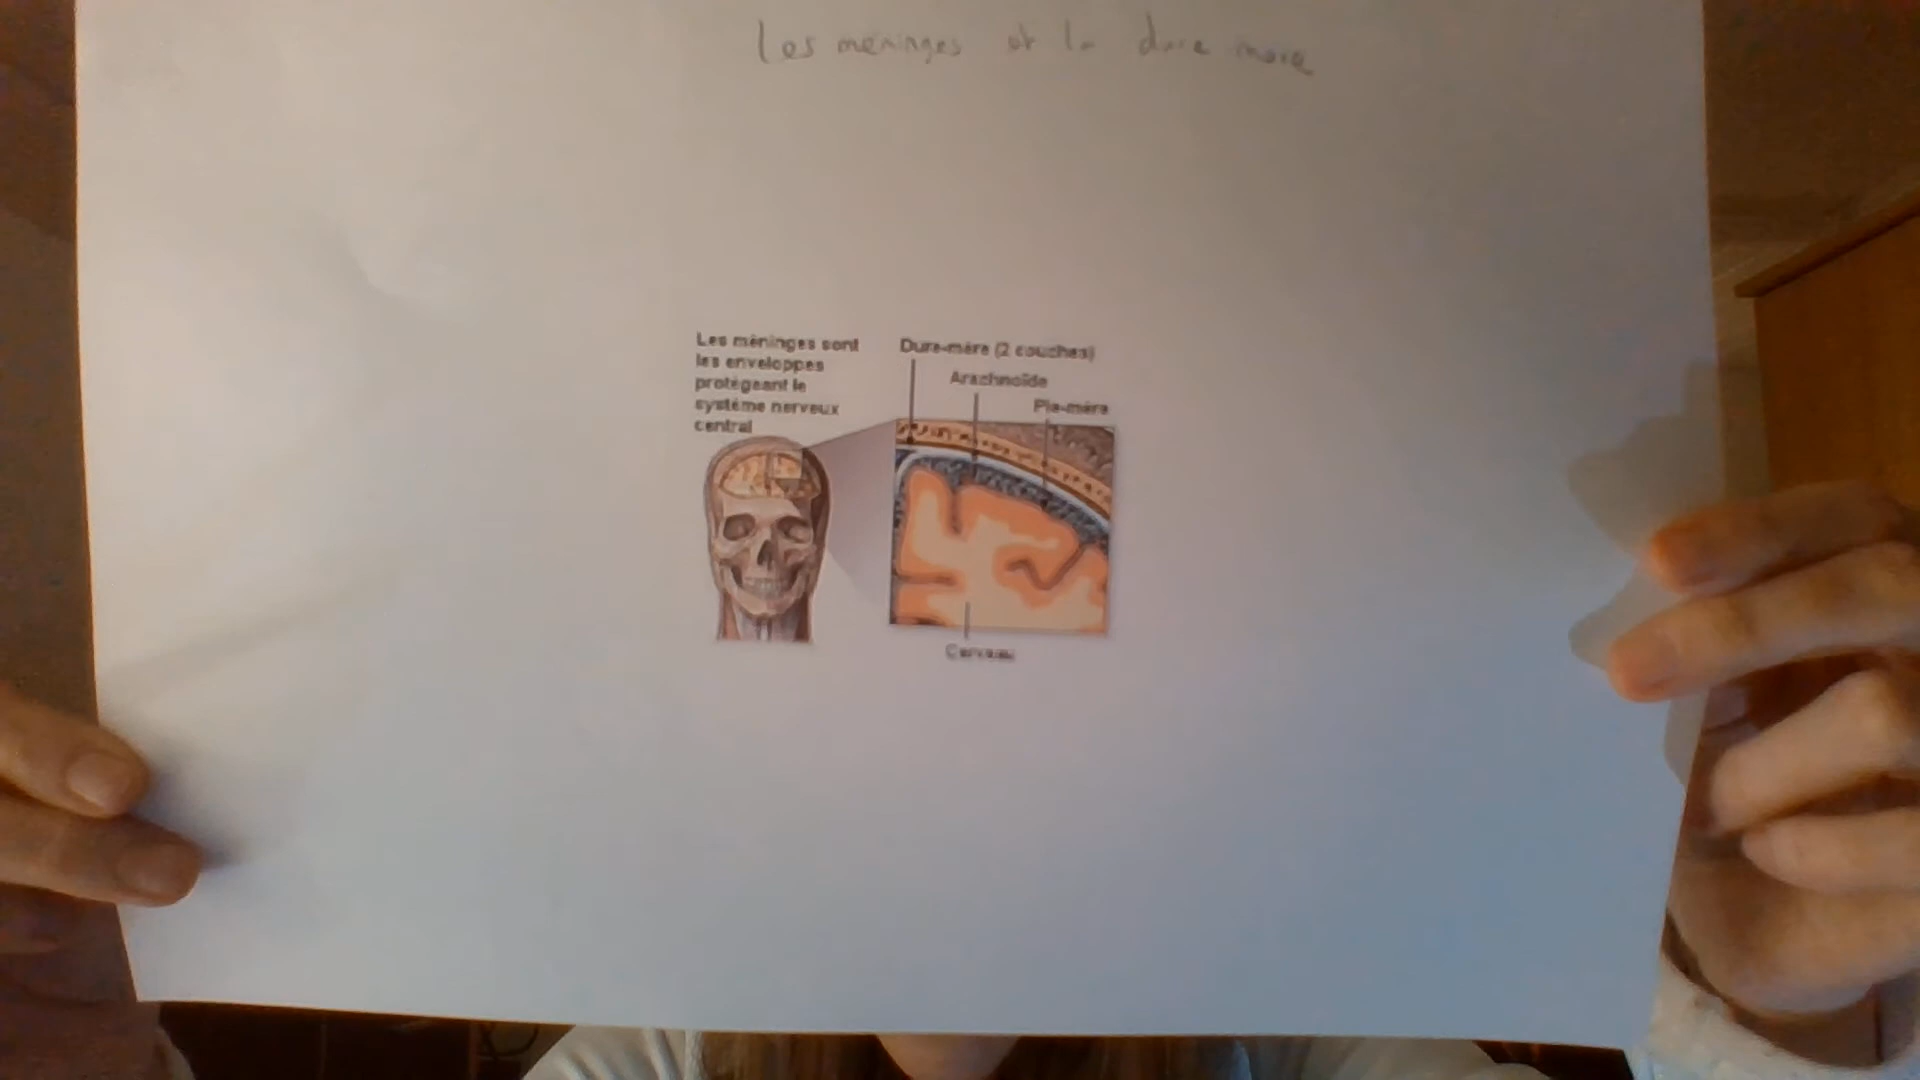 Les méninges et la dure mère
Les méninges sont
les enveloppes
protégeant le
système nerveux
central
Dure-mère (2 couches)
Arachnoïde
Pie-mère
Cerveau